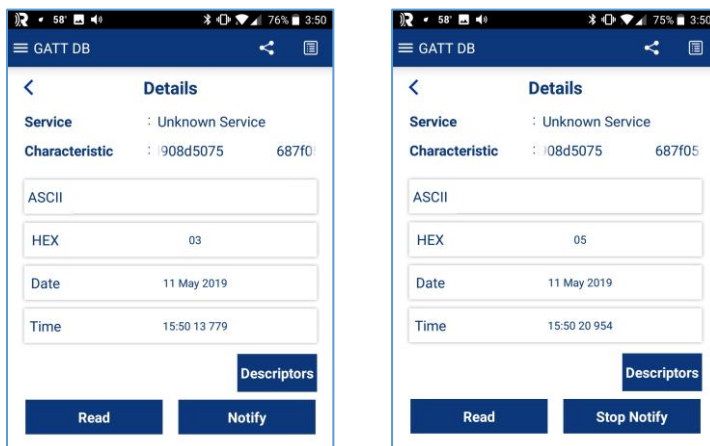 58° 76% 3:50
GATT DB
Details
Service : Unknown Service
Characteristic : 908d5075 687f0
ASCII
HEX 03
Date 11 May 2019
Time 15:50 13 779
Descriptors
Read Notify
58° 75% 3:50
GATT DB
Details
Service : Unknown Service
Characteristic : 08d5075 687f05
ASCII
HEX 05
Date 11 May 2019
Time 15:50 20 954
Descriptors
Read Stop Notify